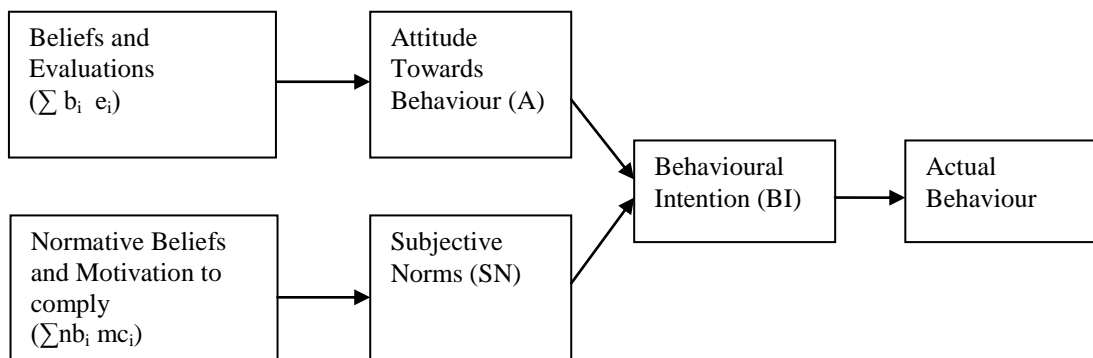 Beliefs and
Evaluations
(∑ bᵢ eᵢ)
Attitude
Towards
Behaviour (A)
Normative Beliefs
and Motivation to
comply
(∑nbᵢ mcᵢ)
Subjective
Norms (SN)
Behavioural
Intention (BI)
Actual
Behaviour